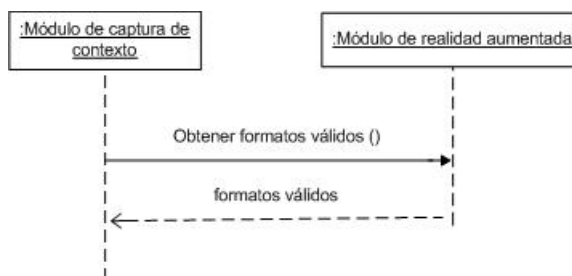 :Módulo de captura de
contexto
:Módulo de realidad aumentada
Obtener formatos válidos ()
formatos válidos